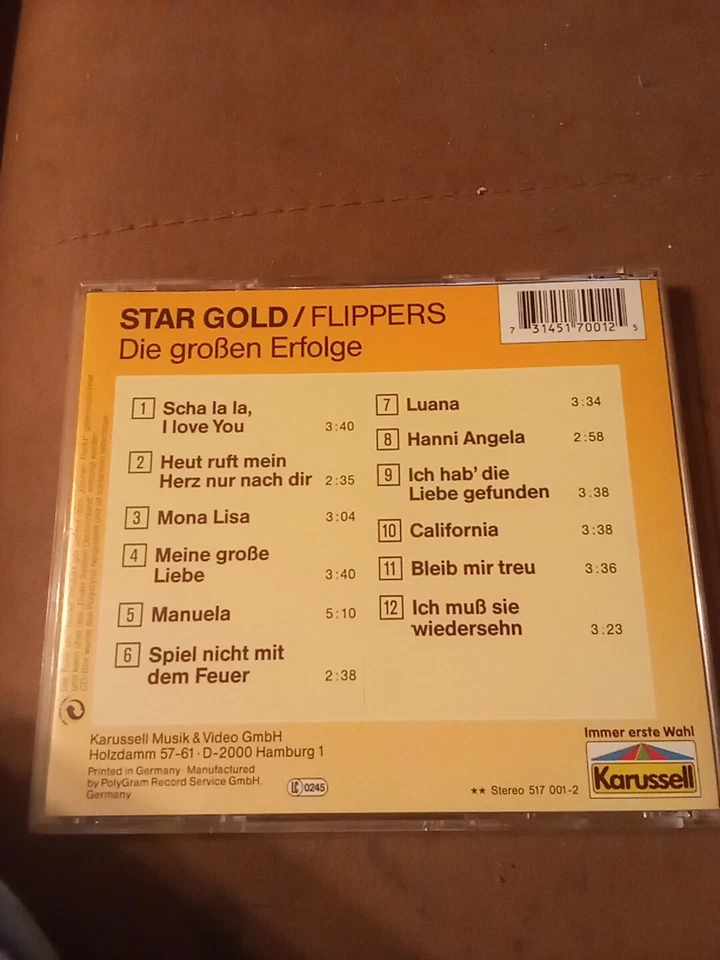 STAR GOLD / FLIPPERS
Die großen Erfolge
7 31451 70012 5
1 Scha la la,
I love You 3:40
2 Heut ruft mein
Herz nur nach dir 2:35
3 Mona Lisa 3:04
4 Meine große
Liebe 3:40
5 Manuela 5:10
6 Spiel nicht mit
dem Feuer 2:38
7 Luana 3:34
8 Hanni Angela 2:58
9 Ich hab' die
Liebe gefunden 3:38
10 California 3:38
11 Bleib mir treu 3:36
12 Ich muß sie
wiedersehn 3:23
Karussell Musik & Video GmbH
Holzdamm 57-61 · D-2000 Hamburg 1
Printed in Germany · Manufactured
by PolyGram Record Service GmbH,
Germany
LC 0245
★★ Stereo 517 001-2
Immer erste Wahl
Karussell